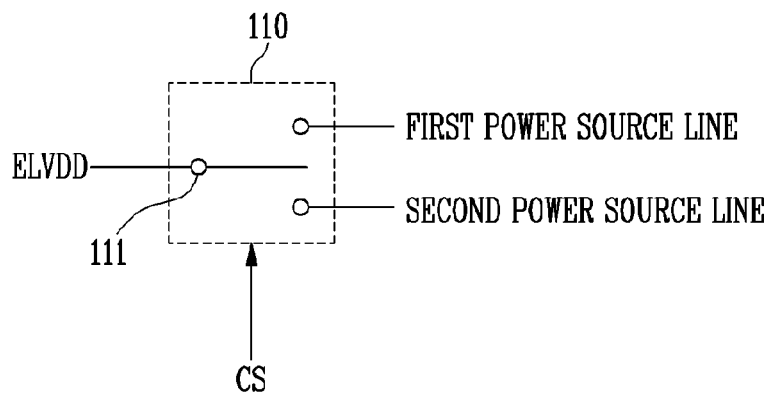 110
FIRST POWER SOURCE LINE
ELVDD
SECOND POWER SOURCE LINE
111
CS